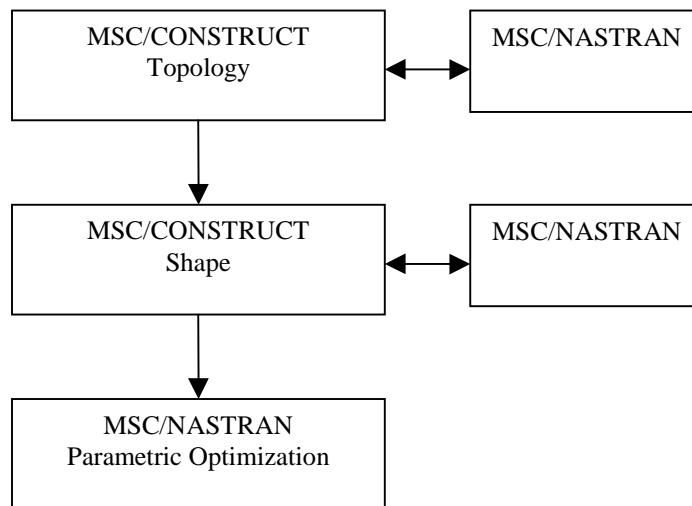 MSC/CONSTRUCT
Topology
MSC/NASTRAN
MSC/CONSTRUCT
Shape
MSC/NASTRAN
MSC/NASTRAN
Parametric Optimization